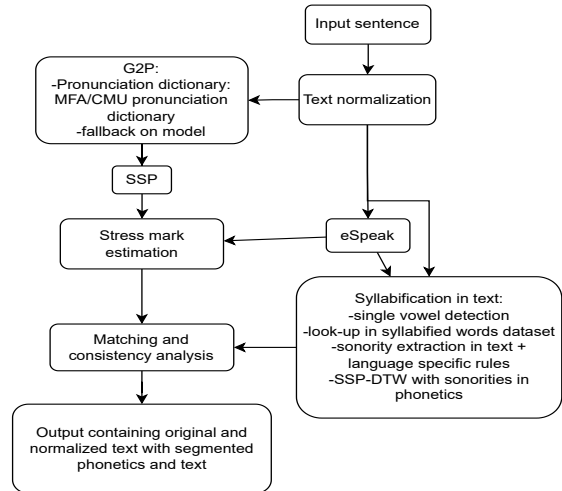 Input sentence
G2P:
-Pronunciation dictionary:
MFA/CMU pronunciation
dictionary
-fallback on model
Text normalization
SSP
Stress mark
estimation
eSpeak
Syllabification in text:
-single vowel detection
-look-up in syllabified words dataset
-sonority extraction in text +
language specific rules
-SSP-DTW with sonorities in
phonetics
Matching and
consistency analysis
Output containing original and
normalized text with segmented
phonetics and text